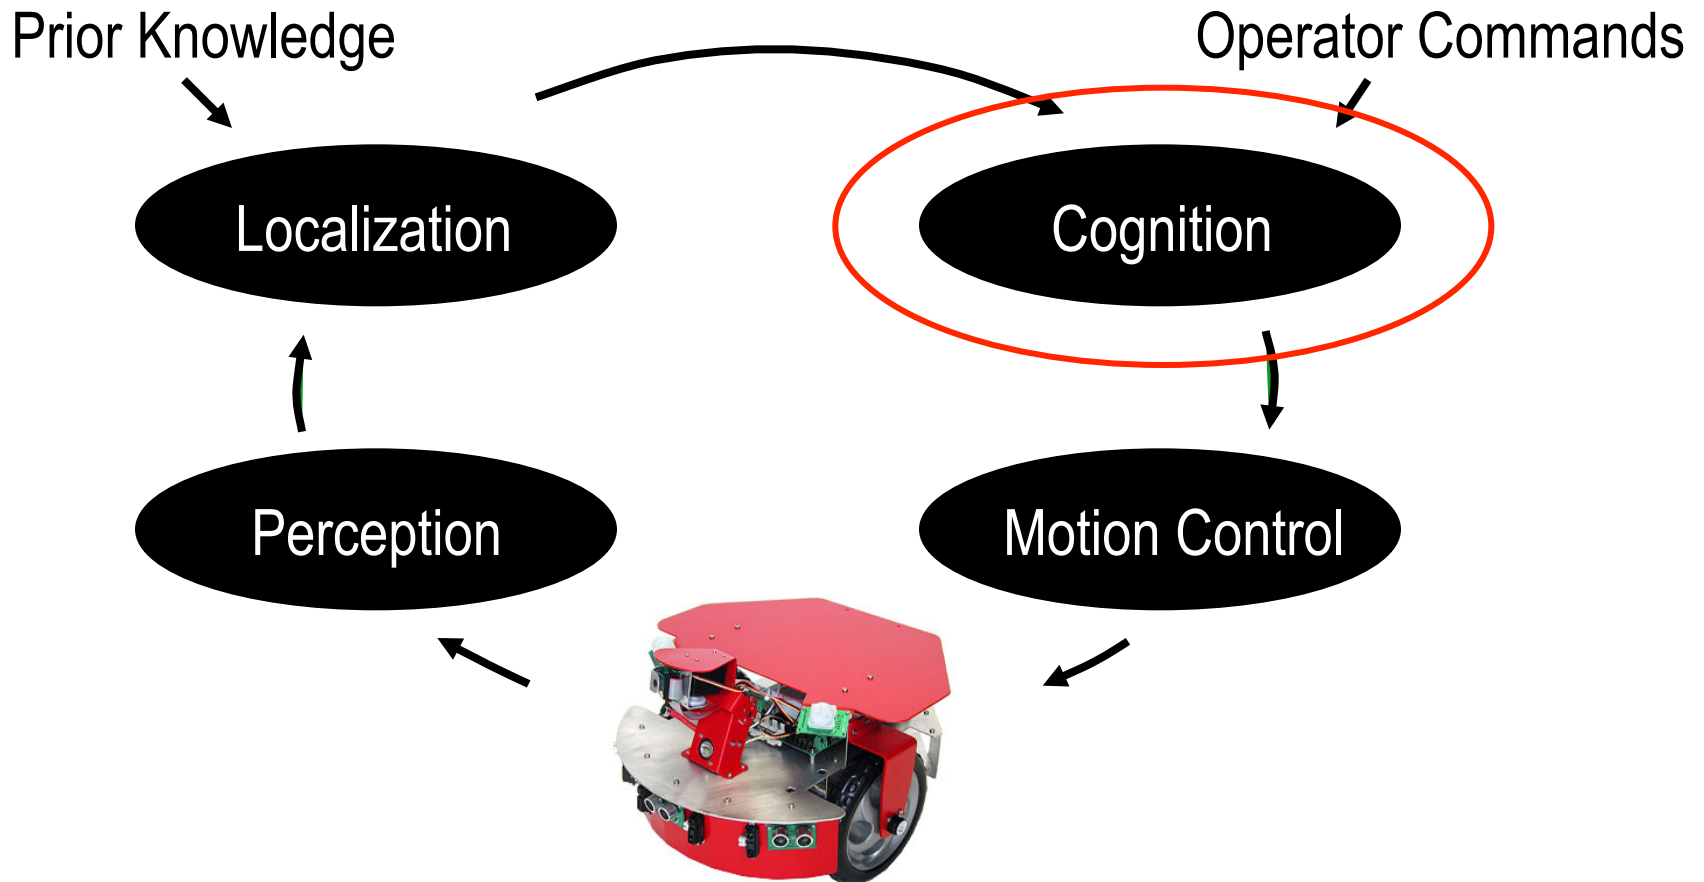 Prior Knowledge
Operator Commands
Localization
Cognition
Perception
Motion Control